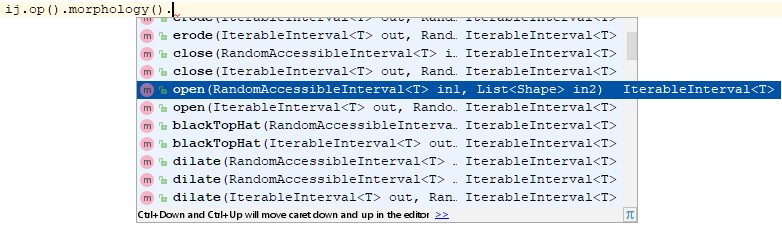 ij.op().morphology().
erode(IterableInterval<T> out, Rand… IterableInterval<T>
erode(IterableInterval<T> out, Rand… IterableInterval<T>
close(RandomAccessibleInterval<T> i… IterableInterval<T>
close(IterableInterval<T> out, Rand… IterableInterval<T>
open(RandomAccessibleInterval<T> in1, List<Shape> in2) IterableInterval<T>
open(IterableInterval<T> out, Rando… IterableInterval<T>
blackTopHat(RandomAccessibleInterva… IterableInterval<T>
blackTopHat(IterableInterval<T> out… IterableInterval<T>
dilate(RandomAccessibleInterval<T> … IterableInterval<T>
dilate(RandomAccessibleInterval<T> … IterableInterval<T>
dilate(IterableInterval<T> out, Ran… IterableInterval<T>
Ctrl+Down and Ctrl+Up will move caret down and up in the editor >> π